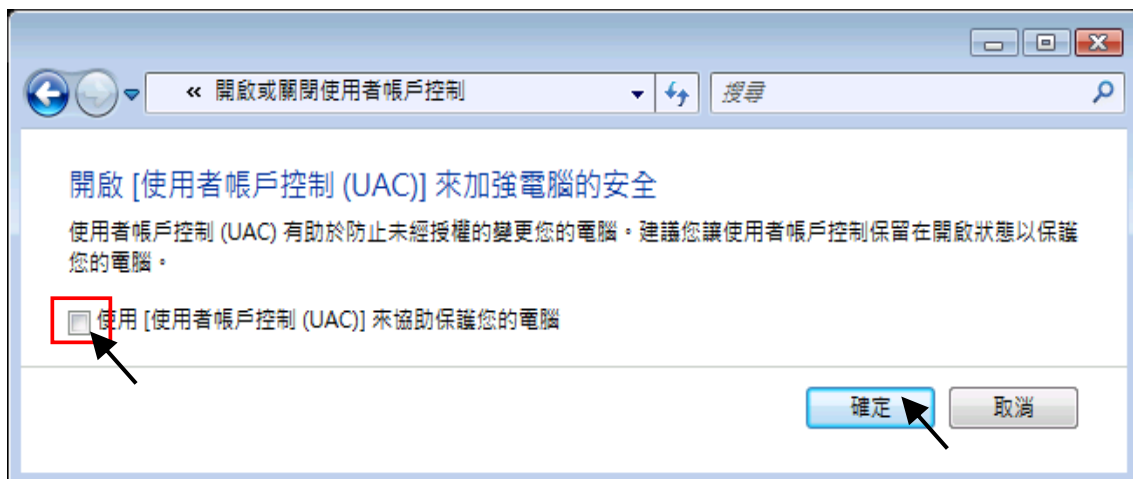 « 開啟或關閉使用者帳戶控制
搜尋
開啟 [使用者帳戶控制 (UAC)] 來加強電腦的安全
使用者帳戶控制 (UAC) 有助於防止未經授權的變更您的電腦。建議您讓使用者帳戶控制保留在開啟狀態以保護
您的電腦。
使用 [使用者帳戶控制 (UAC)] 來協助保護您的電腦
確定
取消